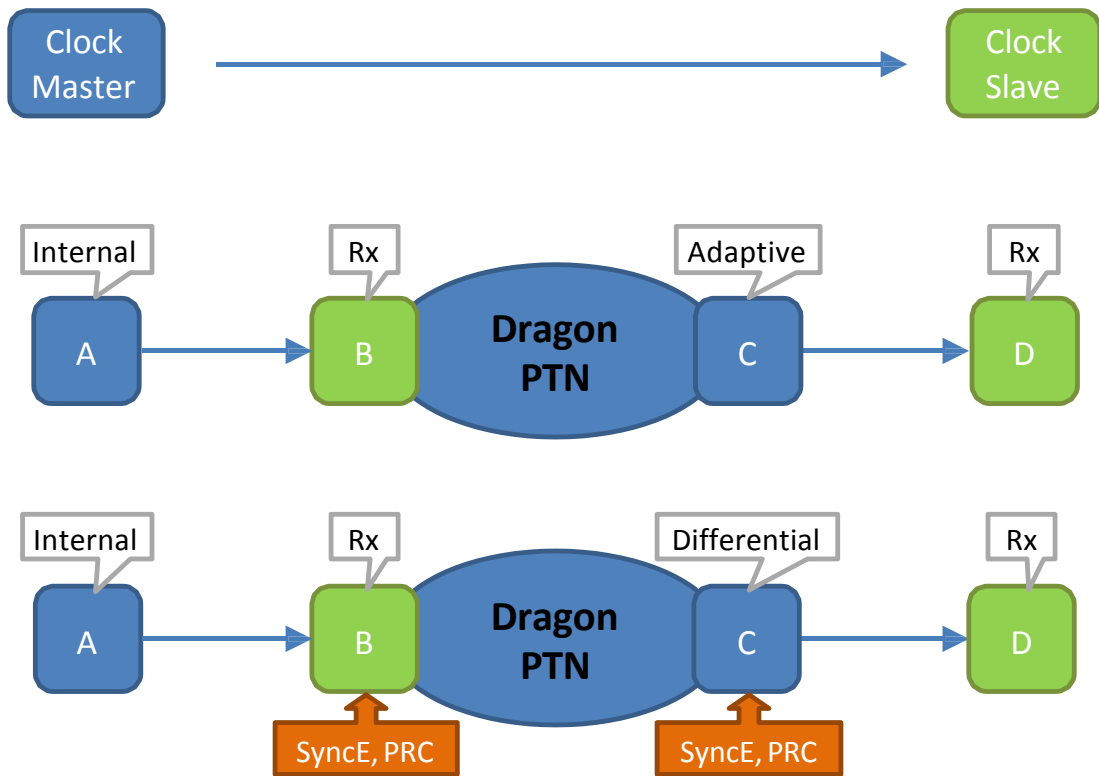 Clock
Master
Clock
Slave
Internal
Rx
Adaptive
Rx
A
B
Dragon
PTN
C
D
Internal
Rx
Differential
Rx
A
B
Dragon
PTN
C
D
SyncE, PRC
SyncE, PRC